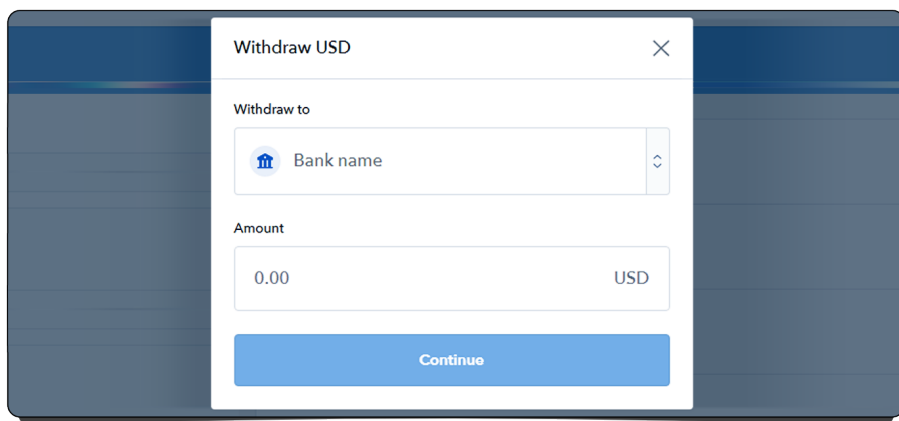 Withdraw USD
Withdraw to
Bank name
Amount
0.00 USD
Continue